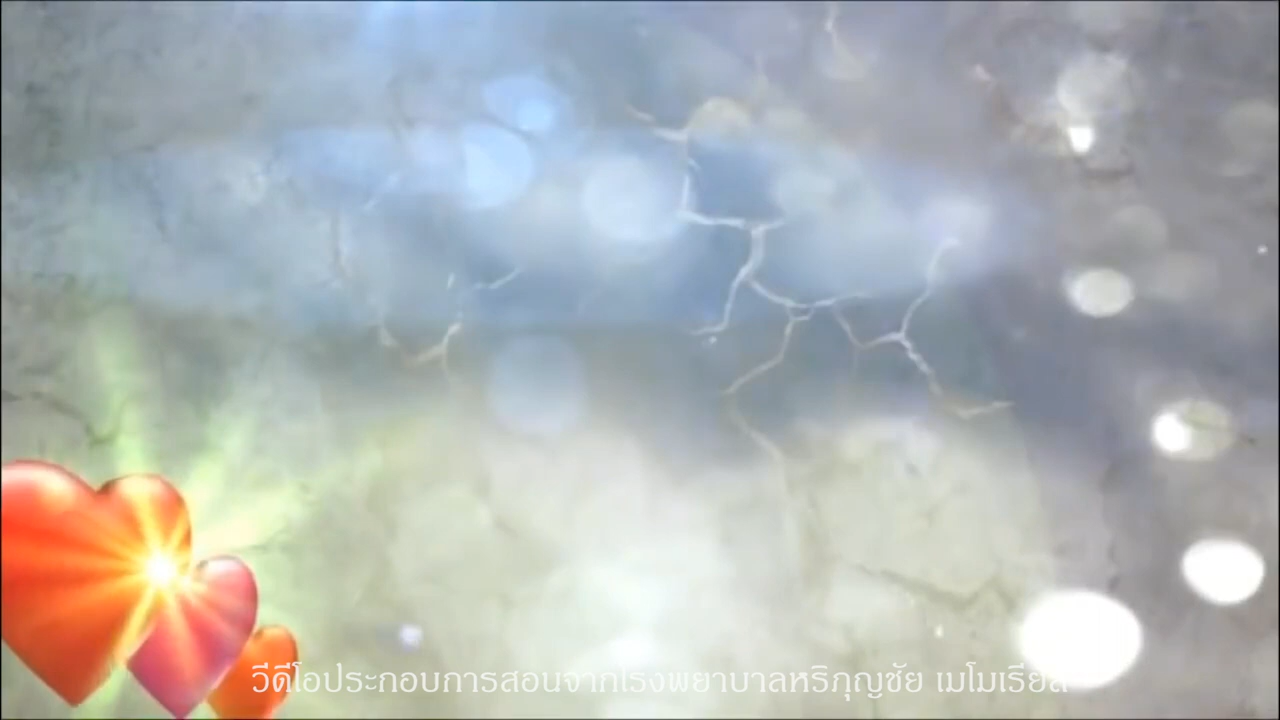 วีดีโอประกอบการสอนจากโรงพยาบาลหริกุญชัย เมโมเรียล